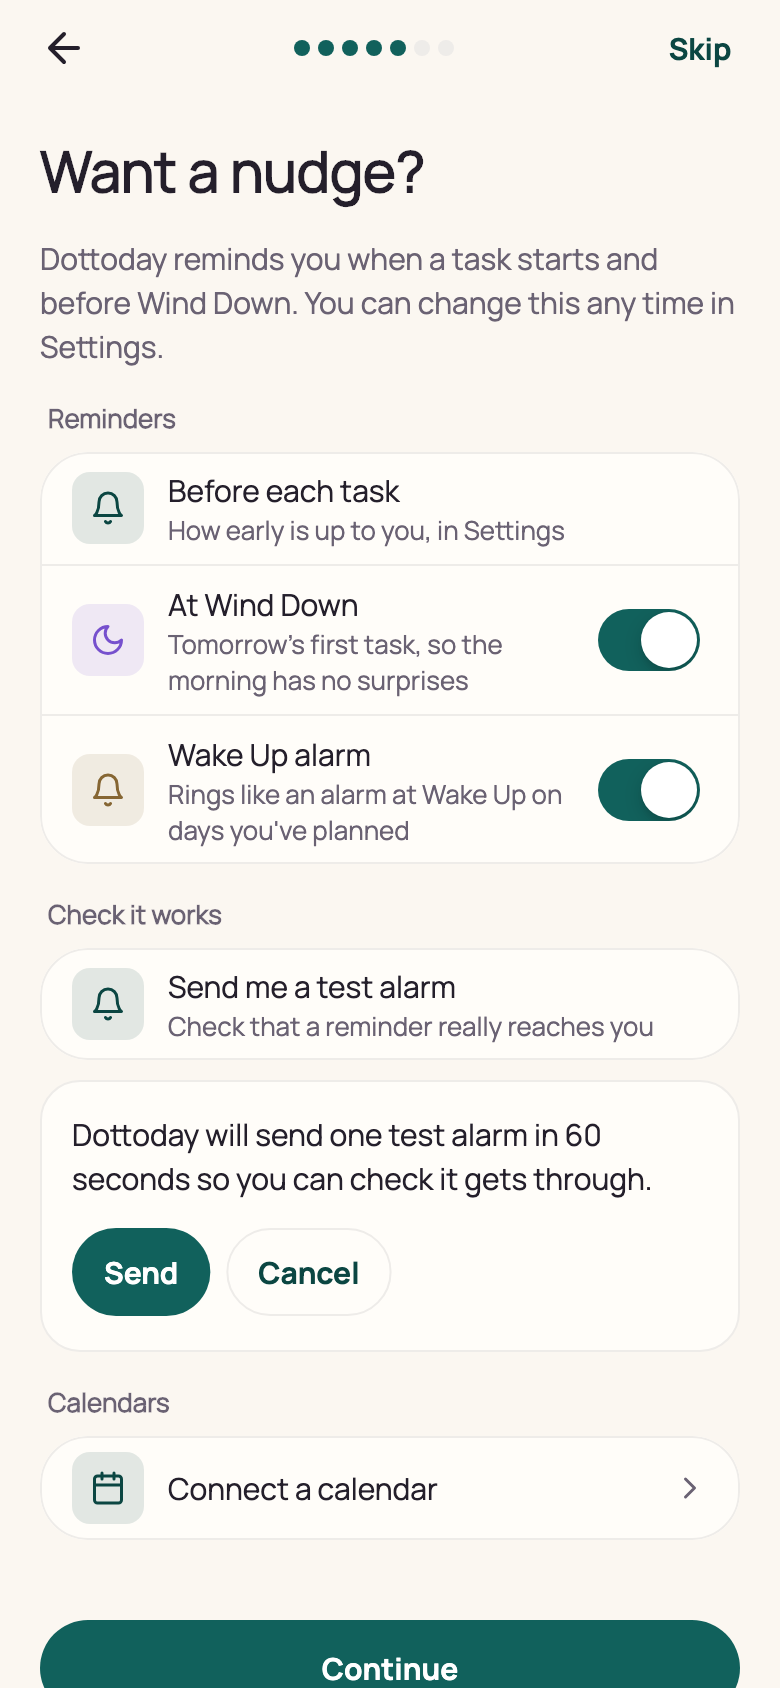 Skip
Want a nudge?
Dottoday reminds you when a task starts and
before Wind Down. You can change this any time in
Settings.
Reminders
Before each task
How early is up to you, in Settings
At Wind Down
Tomorrow’s first task, so the
morning has no surprises
Wake Up alarm
Rings like an alarm at Wake Up on
days you've planned
Check it works
Send me a test alarm
Check that a reminder really reaches you
Dottoday will send one test alarm in 60
seconds so you can check it gets through.
Send
Cancel
Calendars
Connect a calendar
Continue